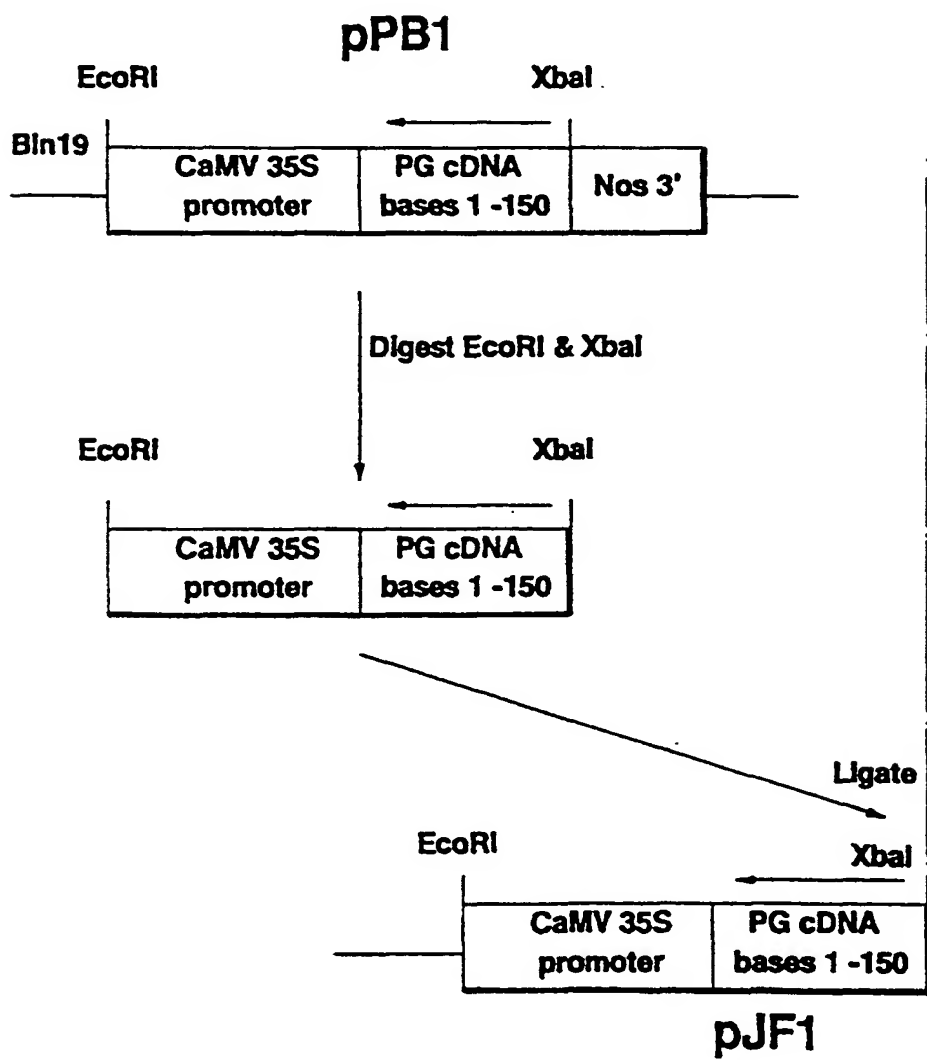 pPB1
EcoRI XbaI
Bin19
CaMV 35S promoter
PG cDNA bases 1 -150
Nos 3'
Digest EcoRI & XbaI
EcoRI XbaI
CaMV 35S promoter
PG cDNA bases 1 -150
Ligate
EcoRI XbaI
CaMV 35S promoter
PG cDNA bases 1 -150
pJF1